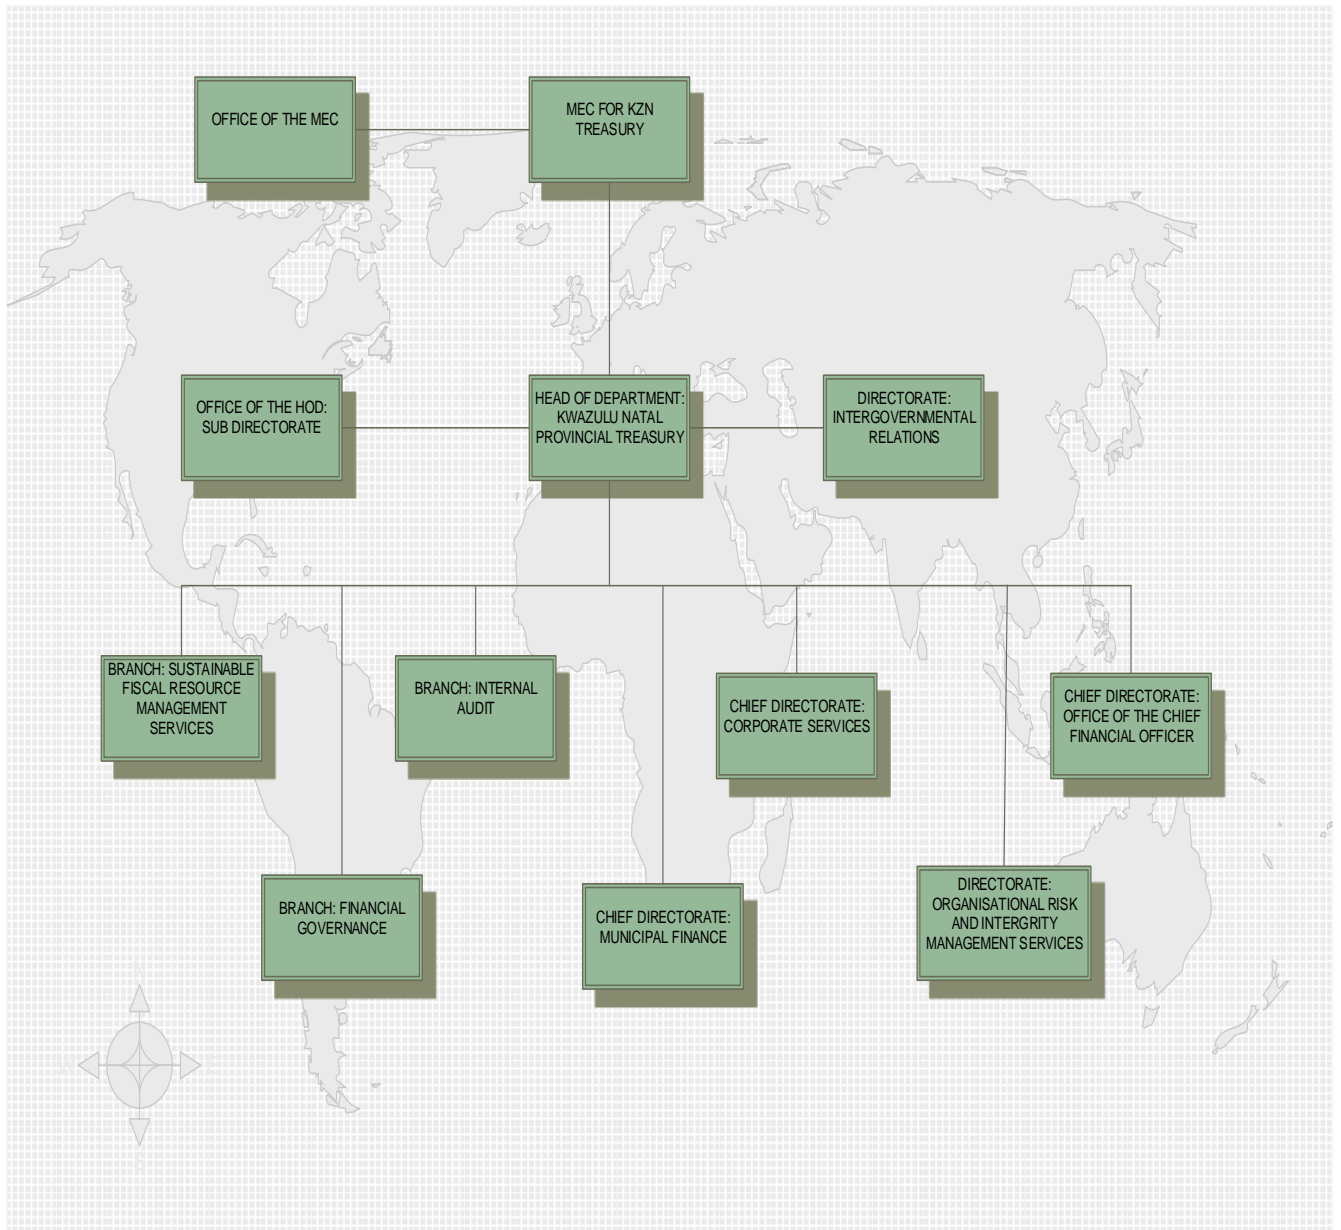 OFFICE OF THE MEC
MEC FOR KZN
TREASURY
OFFICE OF THE HOD:
SUB DIRECTORATE
HEAD OF DEPARTMENT:
KWAZULU NATAL
PROVINCIAL TREASURY
DIRECTORATE:
INTERGOVERNMENTAL
RELATIONS
BRANCH: SUSTAINABLE
FISCAL RESOURCE
MANAGEMENT
SERVICES
BRANCH: INTERNAL
AUDIT
CHIEF DIRECTORATE:
CORPORATE SERVICES
CHIEF DIRECTORATE:
OFFICE OF THE CHIEF
FINANCIAL OFFICER
BRANCH: FINANCIAL
GOVERNANCE
CHIEF DIRECTORATE:
MUNICIPAL FINANCE
DIRECTORATE:
ORGANISATIONAL RISK
AND INTERGRITY
MANAGEMENT SERVICES